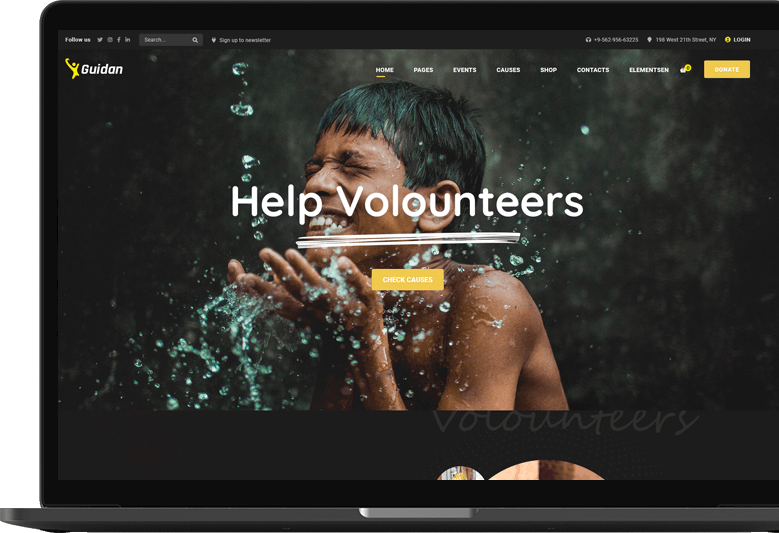 Follow us Search... Sign up to newsletter +9-562-956-63225 198 West 21th Street, NY LOGIN
Guidan HOME PAGES EVENTS CAUSES SHOP CONTACTS ELEMENTSEN 0 DONATE
Help Volounteers
CHECK CAUSES
Volounteers